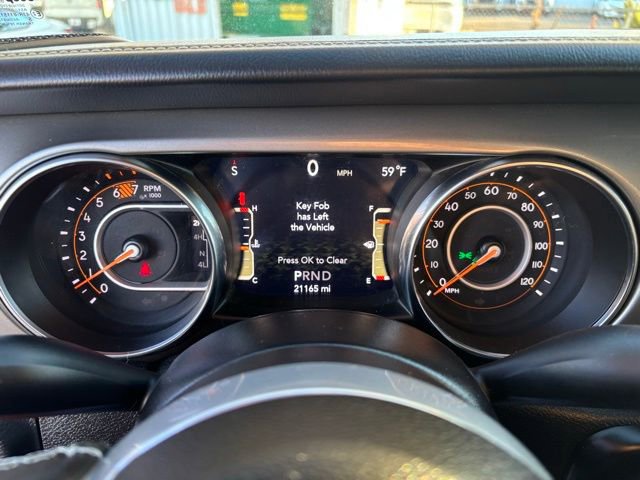 S 0 MPH 59°F
Key Fob
has Left
the Vehicle
Press OK to Clear
PRND
21165 mi
H
C
F
E
7
6
5
4
3
2
1
0
RPM
x1000
4H
N
4L
0
10
20
30
40
50
60
70
80
90
100
110
120
MPH